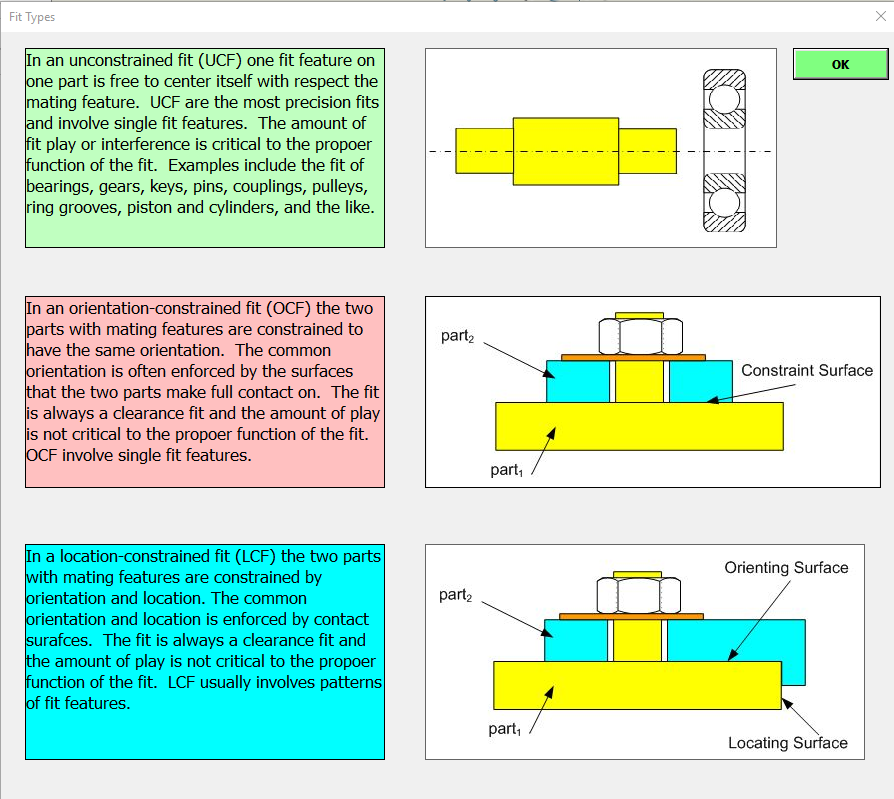 Fit Types
In an unconstrained fit (UCF) one fit feature on
one part is free to center itself with respect the
mating feature.  UCF are the most precision fits
and involve single fit features.  The amount of
fit play or interference is critical to the propoer
function of the fit.  Examples include the fit of
bearings, gears, keys, pins, couplings, pulleys,
ring grooves, piston and cylinders, and the like.
OK
In an orientation-constrained fit (OCF) the two
parts with mating features are constrained to
have the same orientation.  The common
orientation is often enforced by the surfaces
that the two parts make full contact on.  The fit
is always a clearance fit and the amount of play
is not critical to the propoer function of the fit.
OCF involve single fit features.
part2
Constraint Surface
part1
In a location-constrained fit (LCF) the two parts
with mating features are constrained by
orientation and location. The common
orientation and location is enforced by contact
surafces.  The fit is always a clearance fit and
the amount of play is not critical to the propoer
function of the fit.  LCF usually involves patterns
of fit features.
Orienting Surface
part2
part1
Locating Surface